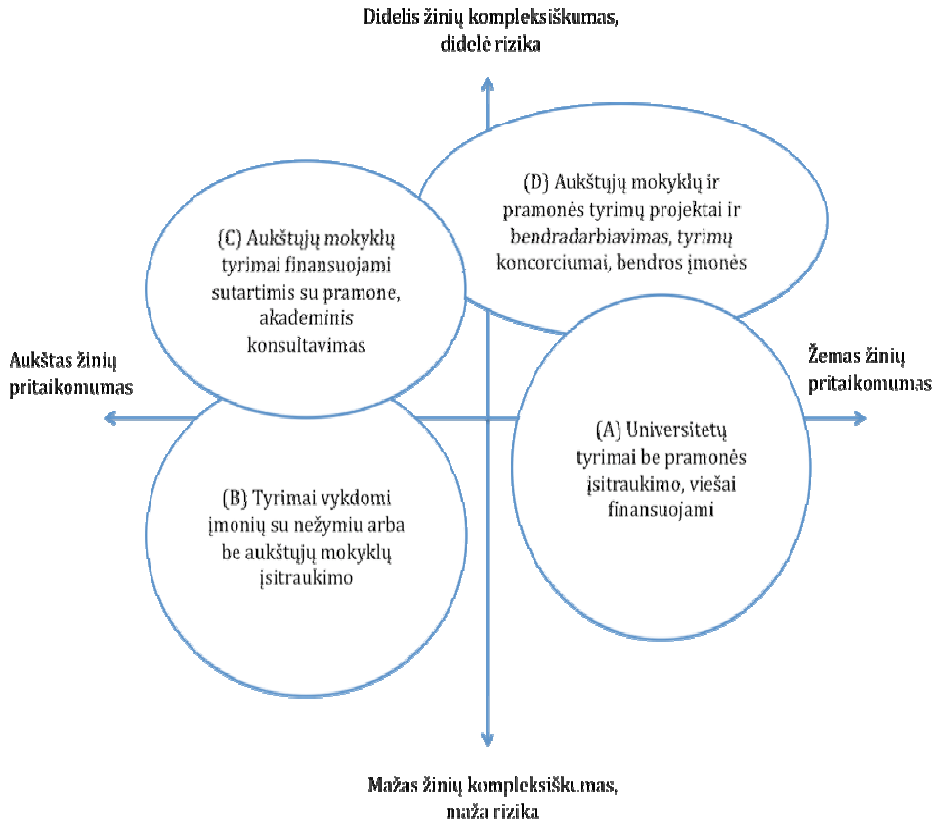 Didelis žinių kompleksiškumas,
didelė rizika
(D) Aukštųjų mokyklų ir
pramonės tyrimų projektai ir
bendradarbiavimas, tyrimų
koncorciumai, bendros įmonės
(C) Aukštųjų mokyklų
tyrimai finansuojami
sutartimis su pramone,
akademinis
konsultavimas
Aukštas žinių
pritaikomumas
Žemas žinių
pritaikomumas
(A) Universitetų
tyrimai be pramonės
įsitraukimo, viešai
finansuojami
(B) Tyrimai vykdomi
įmonių su nežymiu arba
be aukštųjų mokyklų
įsitraukimo
Mažas žinių kompleksiškumas,
maža rizika